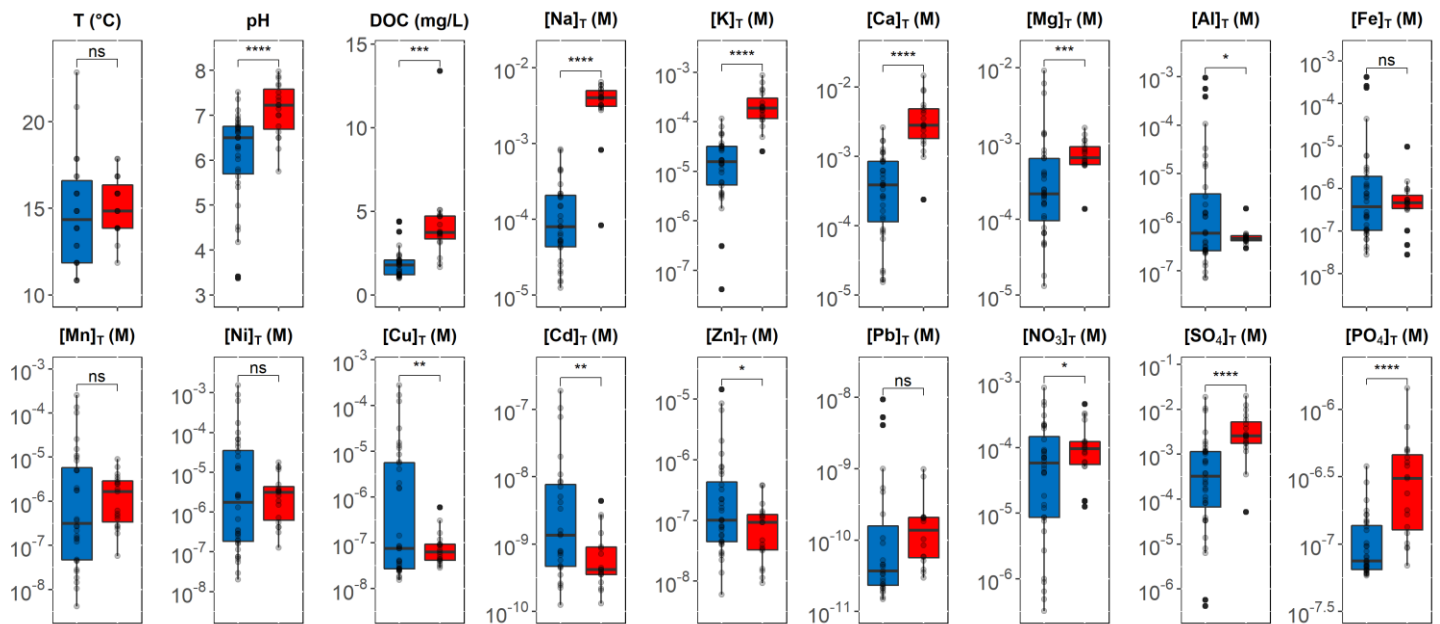 T (°C) pH DOC (mg/L) [Na]T (M) [K]T (M) [Ca]T (M) [Mg]T (M) [Al]T (M) [Fe]T (M)
ns **** *** **** **** **** *** * ns
20 15 10
8 7 6 5 4 3
15 10 5 0
10-2 10-3 10-4 10-5
10-3 10-4 10-5 10-6 10-7
10-2 10-3 10-4 10-5
10-2 10-3 10-4 10-5
10-3 10-4 10-5 10-6 10-7
10-3 10-4 10-5 10-6 10-7 10-8
[Mn]T (M) [Ni]T (M) [Cu]T (M) [Cd]T (M) [Zn]T (M) [Pb]T (M) [NO3]T (M) [SO4]T (M) [PO4]T (M)
ns ns ** ** * ns * **** ****
10-3 10-4 10-5 10-6 10-7 10-8
10-3 10-4 10-5 10-6 10-7 10-8
10-3 10-4 10-5 10-6 10-7 10-8
10-7 10-8 10-9 10-10
10-5 10-6 10-7 10-8
10-8 10-9 10-10 10-11
10-3 10-4 10-5 10-6
10-1 10-2 10-3 10-4 10-5 10-6
10-6 10-6.5 10-7 10-7.5